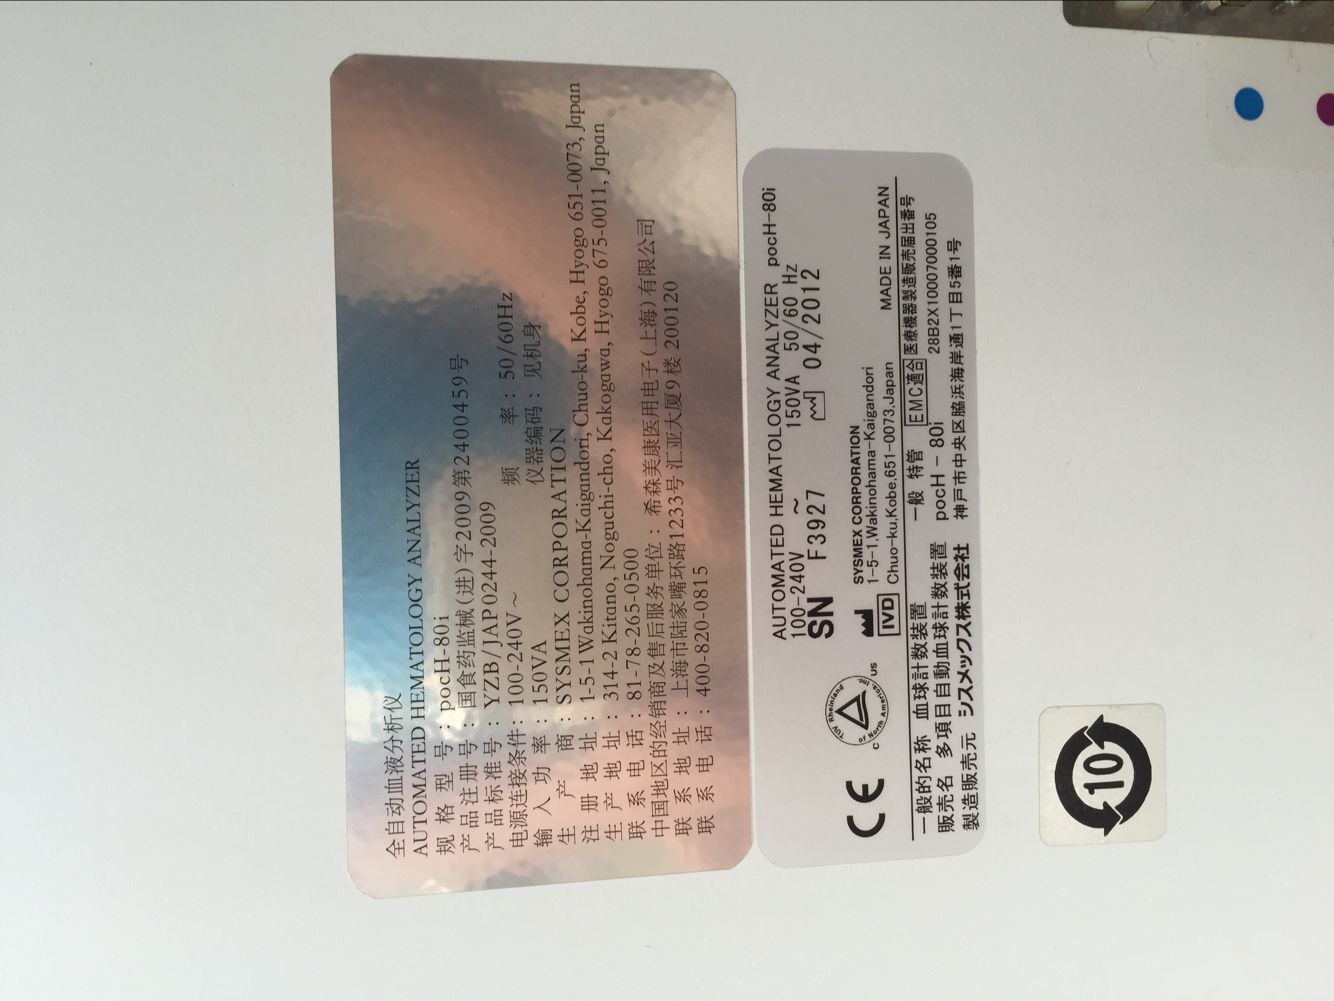 全自动血液分析仪
AUTOMATED HEMATOLOGY ANALYZER
规格型号：pocH-80i
产品注册号：国食药监械(进)字2009第2400459号
产品标准号：YZB/JAP 0244-2009
电源连接条件：100-240V～ 频率：50/60Hz
输入功率：150VA 仪器编码：见机身
生产商：SYSMEX CORPORATION
注册地址：1-5-1 Wakinohama-Kaigandori, Chuo-ku, Kobe, Hyogo 651-0073, Japan
生产地址：314-2 Kitano, Noguchi-cho, Kakogawa, Hyogo 675-0011, Japan
联系电话：81-78-265-0500
中国地区的经销商及售后服务单位：希森美康医用电子(上海)有限公司
联系地址：上海市陆家嘴环路1233号汇亚大厦9楼 200120
联系电话：400-820-0815
AUTOMATED HEMATOLOGY ANALYZER pocH-80i
100-240V ～ 150VA 50/60 Hz
SN F3927 04/2012
SYSMEX CORPORATION
1-5-1,Wakinohama-Kaigandori
Chuo-ku,Kobe,651-0073,Japan
MADE IN JAPAN
IVD
CE
TUV Rheinland
of North America, Inc.
C US
一般的名称 血球計数装置 一般 特管 EMC適合 医療機器製造販売届出番号
販売名 多項目自動血球計数装置 pocH-80i 28B2X10007000105
製造販売元 シスメックス株式会社 神戸市中央区脇浜海岸通1丁目5番1号
10